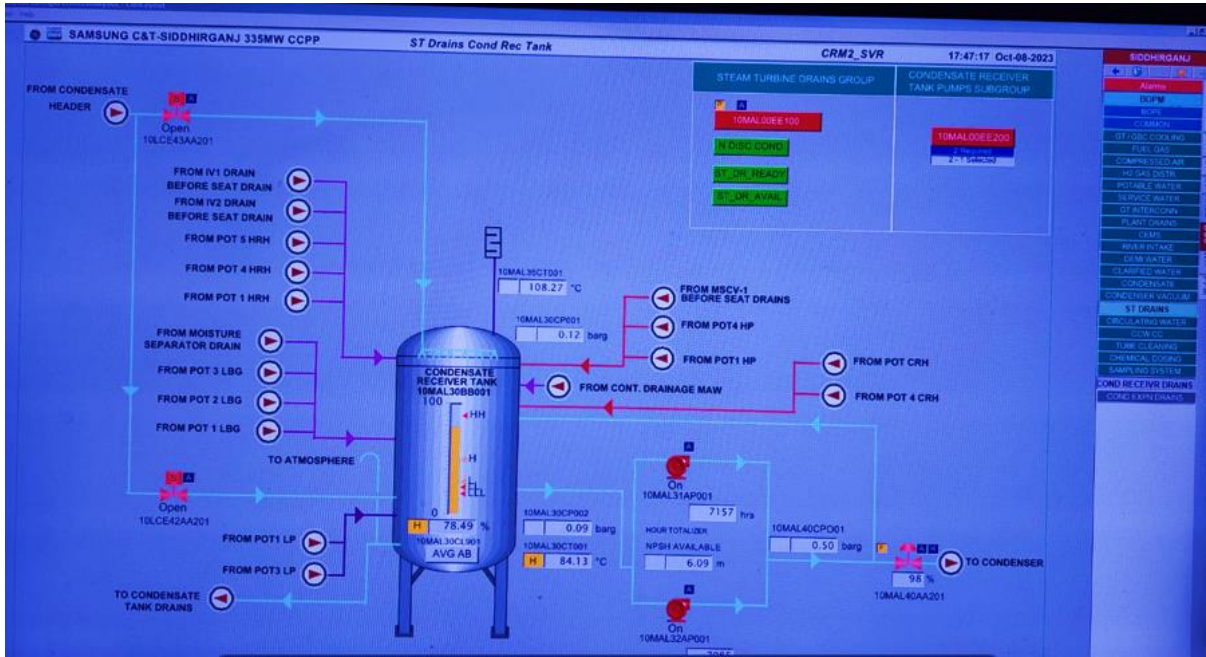 SAMSUNG C&T-SIDDHIRGANJ 335MW CCPP
ST Drains Cond Rec Tank
CRM2_SVR
17:47:17 Oct-08-2023
SIDDHIRGANJ
Alarms
BOPM
BOPE
COMMON
GT / GBC COOLING
FUEL GAS
COMPRESSED AIR
H2 GAS DISTR.
POTABLE WATER
SERVICE WATER
GT INTERCONN
PLANT DRAINS
CEMS
RIVER INTAKE
DEMI WATER
CLARIFIED WATER
CONDENSATE
CONDENSER VACUUM
ST DRAINS
CIRCULATING WATER
CCW CC
TUBE CLEANING
CHEMICAL DOSING
SAMPLING SYSTEM
COND RECEIVR DRAINS
COND EXPN DRAINS
STEAM TURBINE DRAINS GROUP
10MAL00EE100
N DISC COND
ST_DR_READY
ST_DR_AVAIL
CONDENSATE RECEIVER
TANK PUMPS SUBGROUP
10MAL00EE200
2 Required
2 - 1 Selected
FROM CONDENSATE
HEADER
A
Open
10LCE43AA201
FROM IV1 DRAIN
BEFORE SEAT DRAIN
FROM IV2 DRAIN
BEFORE SEAT DRAIN
FROM POT 5 HRH
FROM POT 4 HRH
FROM POT 1 HRH
FROM MOISTURE
SEPARATOR DRAIN
FROM POT 3 LBG
FROM POT 2 LBG
FROM POT 1 LBG
TO ATMOSPHERE
A
Open
10LCE42AA201
FROM POT1 LP
FROM POT3 LP
TO CONDENSATE
TANK DRAINS
10MAL35CT001
108.27 °C
10MAL30CP001
0.12 barg
CONDENSATE
RECEIVER TANK
10MAL30BB001
100
HH
H
0
H 78.49 %
10MAL30CL901
AVG AB
FROM MSCV-1
BEFORE SEAT DRAINS
FROM POT4 HP
FROM POT1 HP
FROM CONT. DRAINAGE MAW
FROM POT CRH
FROM POT 4 CRH
10MAL30CP002
0.09 barg
10MAL30CT001
H 84.13 °C
A
On
10MAL31AP001
7157 hrs
HOUR TOTALIZER
NPSH AVAILABLE
6.09 m
A
On
10MAL32AP001
10MAL40CP001
0.50 barg
98 %
10MAL40AA201
TO CONDENSER